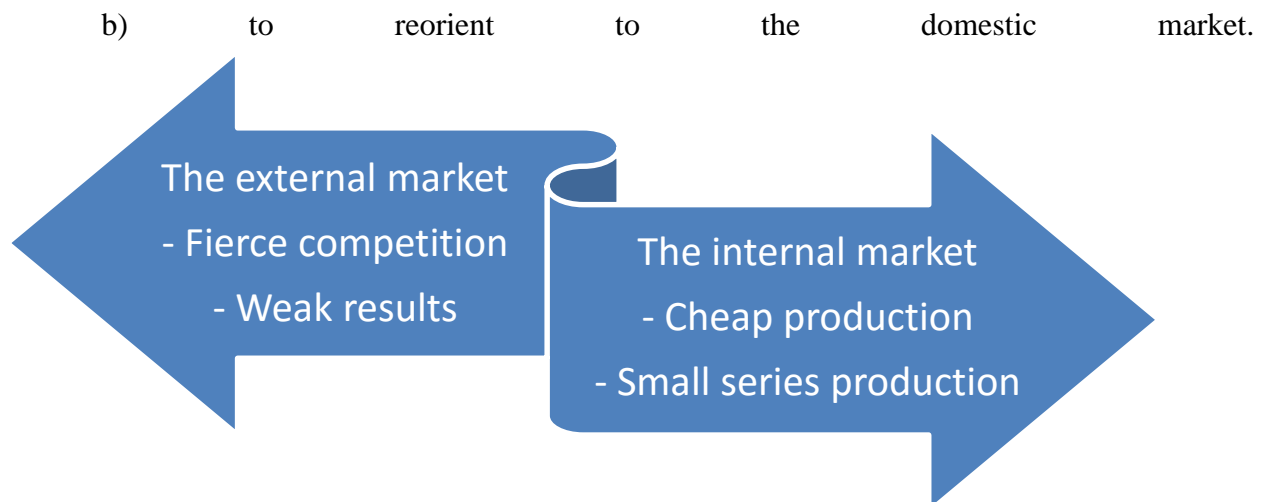 b) to reorient to the domestic market.
The external market
- Fierce competition
- Weak results
The internal market
- Cheap production
- Small series production